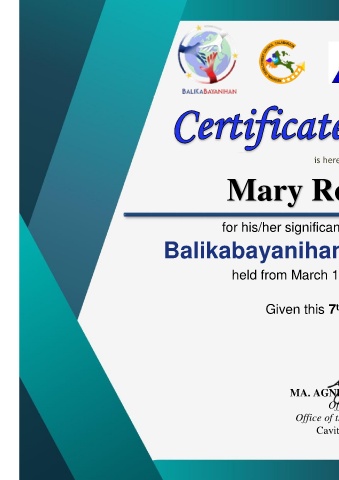 BALIKABAYANIHAN
Certificate
is here
Mary Ro
for his/her significan
Balikabayanihan
held from March 1
Given this 7th
MA. AGN
Of
Office of t
Cavit